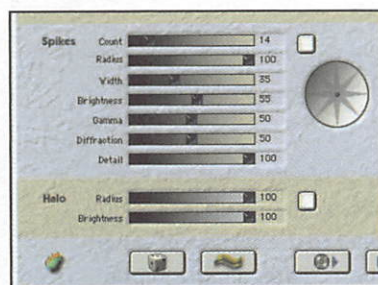 Spikes Count 14
Radius 100
Width 35
Brightness 55
Gamma 50
Diffraction 50
Detail 100
Halo Radius 100
Brightness 100